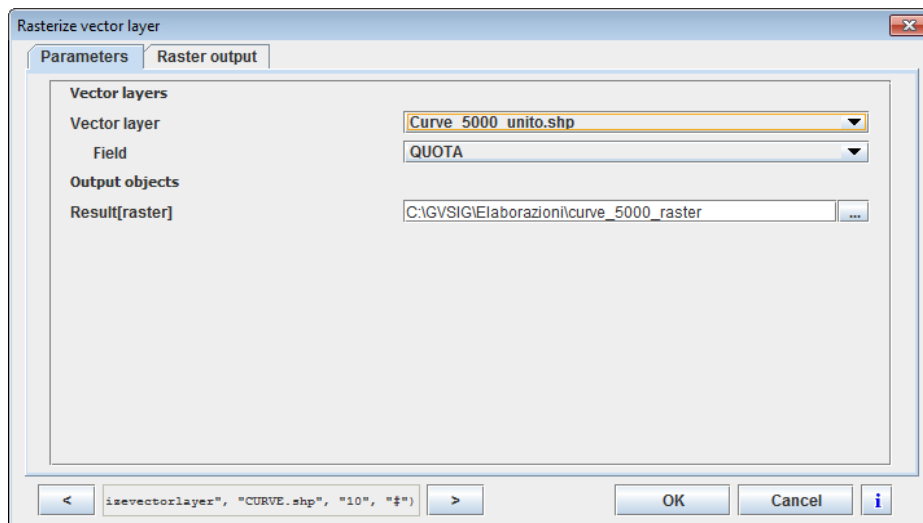 Rasterize vector layer
Parameters Raster output
Vector layers
Vector layer Curve_5000_unito.shp
Field QUOTA
Output objects
Result[raster] C:\GVSIG\Elaborazioni\curve_5000_raster ...
< izevectorlayer", "CURVE.shp", "10", "#") > OK Cancel i